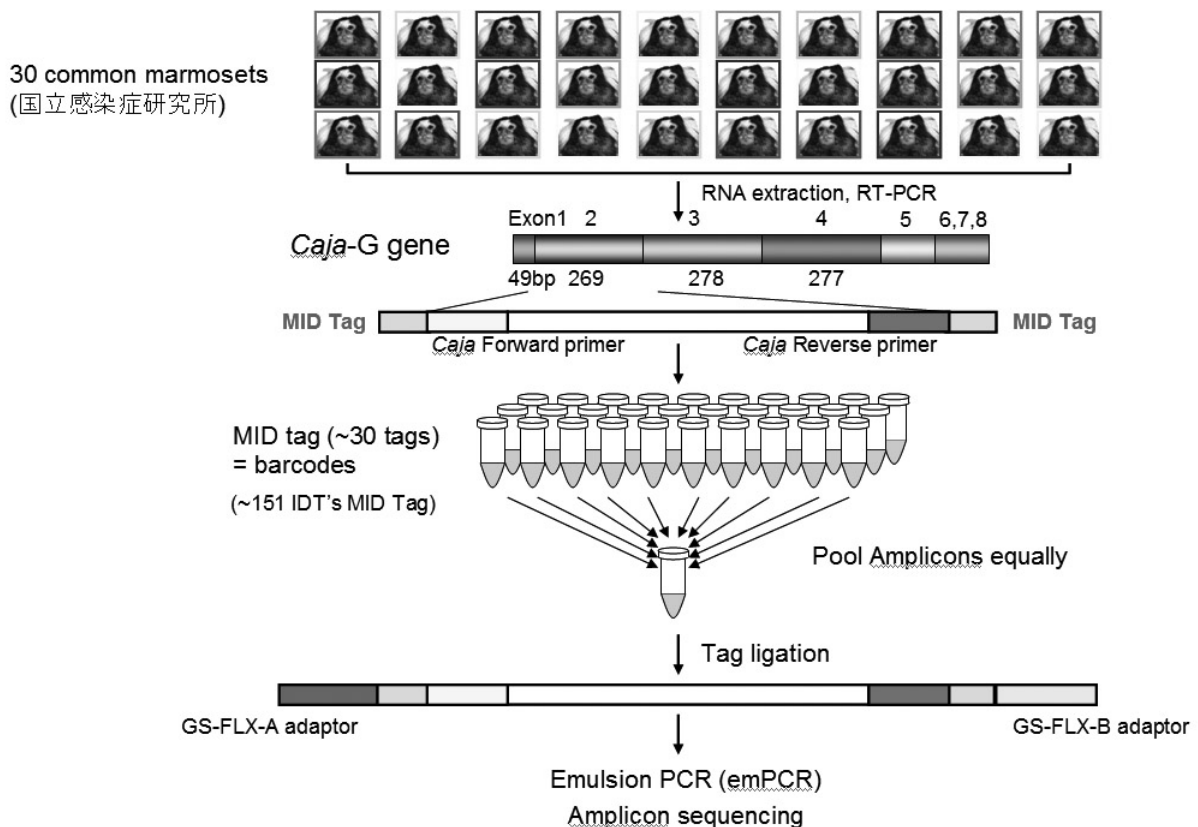 30 common marmosets
(国立感染症研究所)
RNA extraction, RT-PCR
Exon1 2 3 4 5 6,7,8
Caja-G gene
49bp 269 278 277
MID Tag MID Tag
Caja Forward primer Caja Reverse primer
MID tag (~30 tags)
= barcodes
(~151 IDT's MID Tag)
Pool Amplicons equally
Tag ligation
GS-FLX-A adaptor GS-FLX-B adaptor
Emulsion PCR (emPCR)
Amplicon sequencing